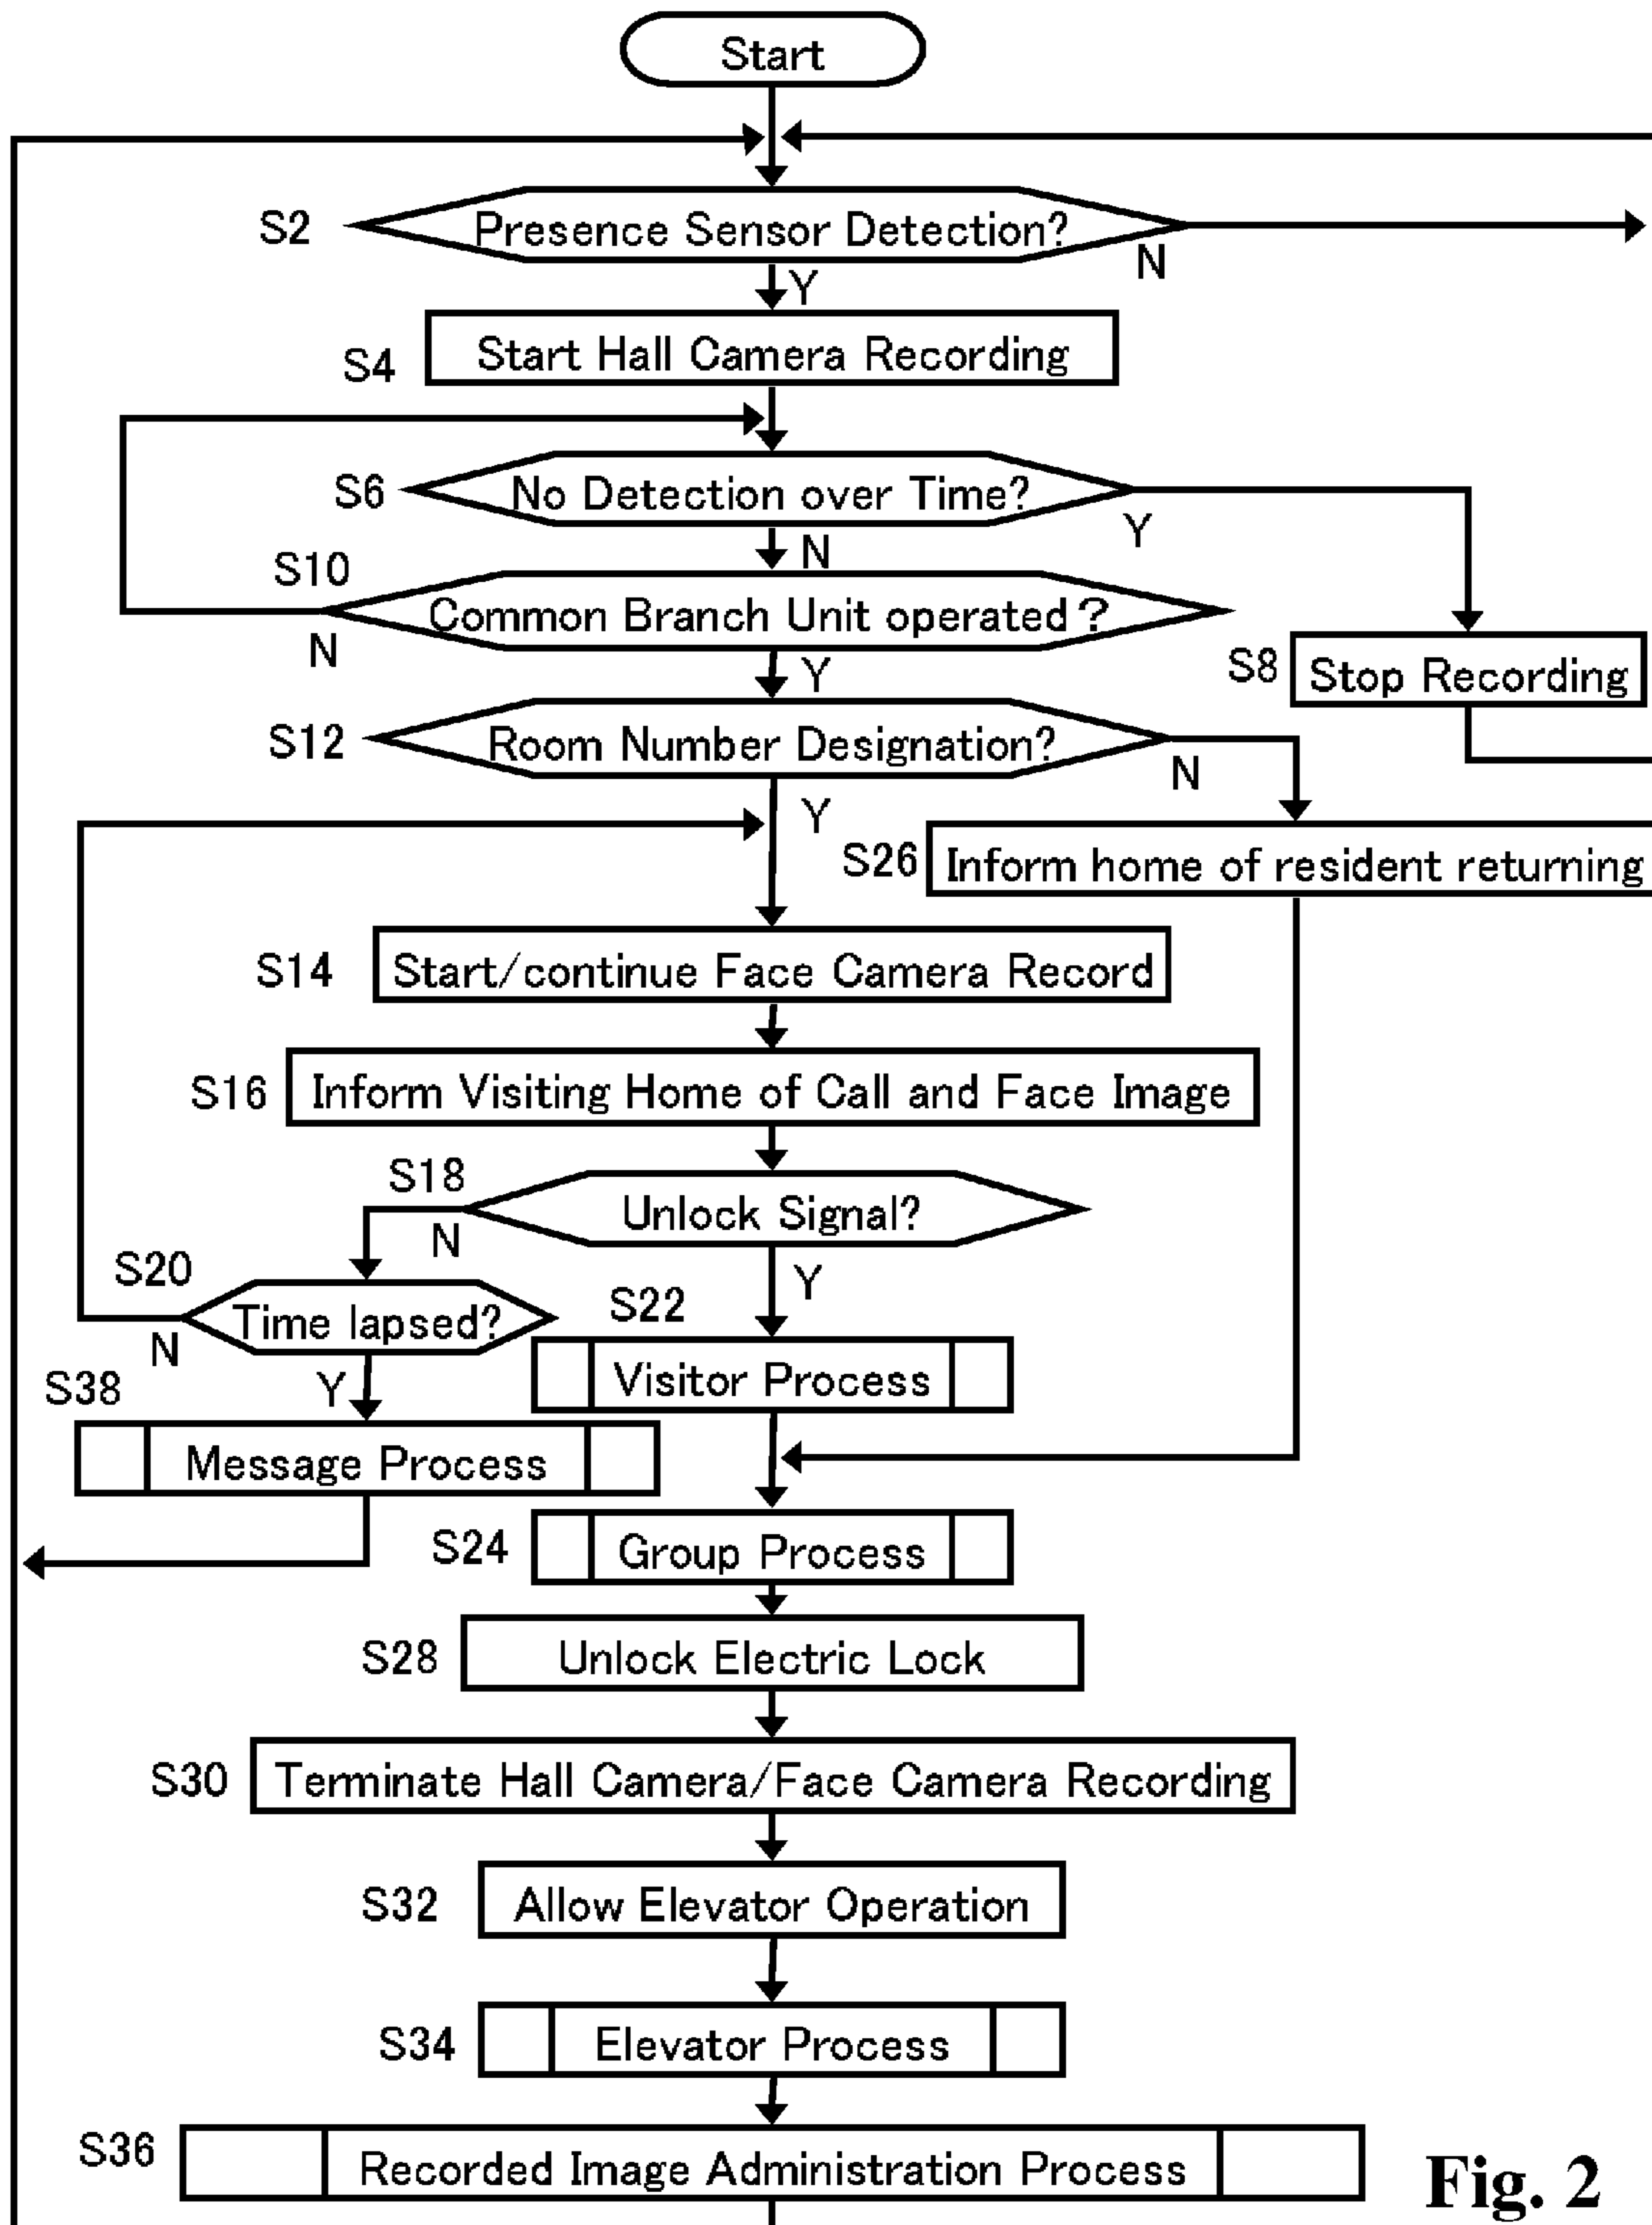 Start
S2
Presence Sensor Detection?
N
Y
S4
Start Hall Camera Recording
S6
No Detection over Time?
Y
N
S10
Common Branch Unit operated ?
N
Y
S8
Stop Recording
S12
Room Number Designation?
N
Y
S26
Inform home of resident returning
S14
Start/continue Face Camera Record
S16
Inform Visiting Home of Call and Face Image
S18
Unlock Signal?
N
Y
S20
Time lapsed?
N
Y
S22
Visitor Process
S38
Message Process
S24
Group Process
S28
Unlock Electric Lock
S30
Terminate Hall Camera/Face Camera Recording
S32
Allow Elevator Operation
S34
Elevator Process
S36
Recorded Image Administration Process
Fig. 2